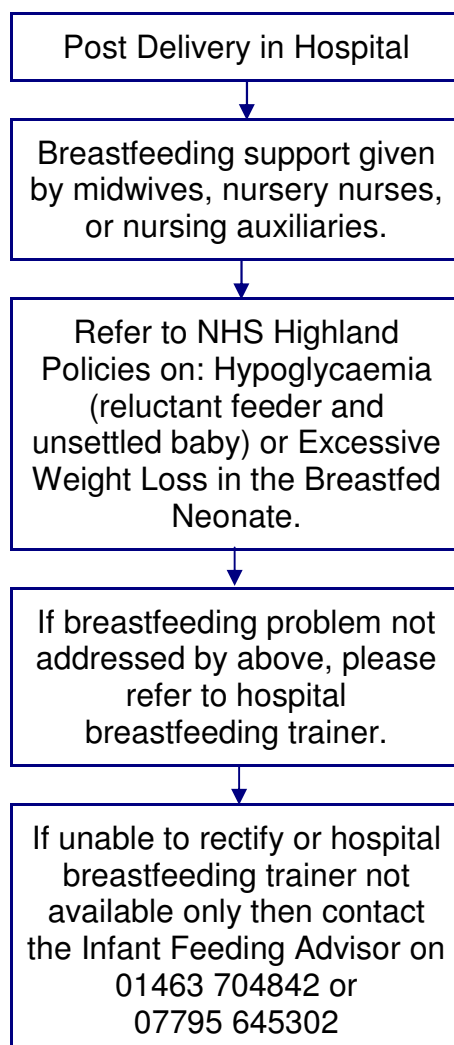 Post Delivery in Hospital
Breastfeeding support given
by midwives, nursery nurses,
or nursing auxiliaries.
Refer to NHS Highland
Policies on: Hypoglycaemia
(reluctant feeder and
unsettled baby) or Excessive
Weight Loss in the Breastfed
Neonate.
If breastfeeding problem not
addressed by above, please
refer to hospital
breastfeeding trainer.
If unable to rectify or hospital
breastfeeding trainer not
available only then contact
the Infant Feeding Advisor on
01463 704842 or
07795 645302